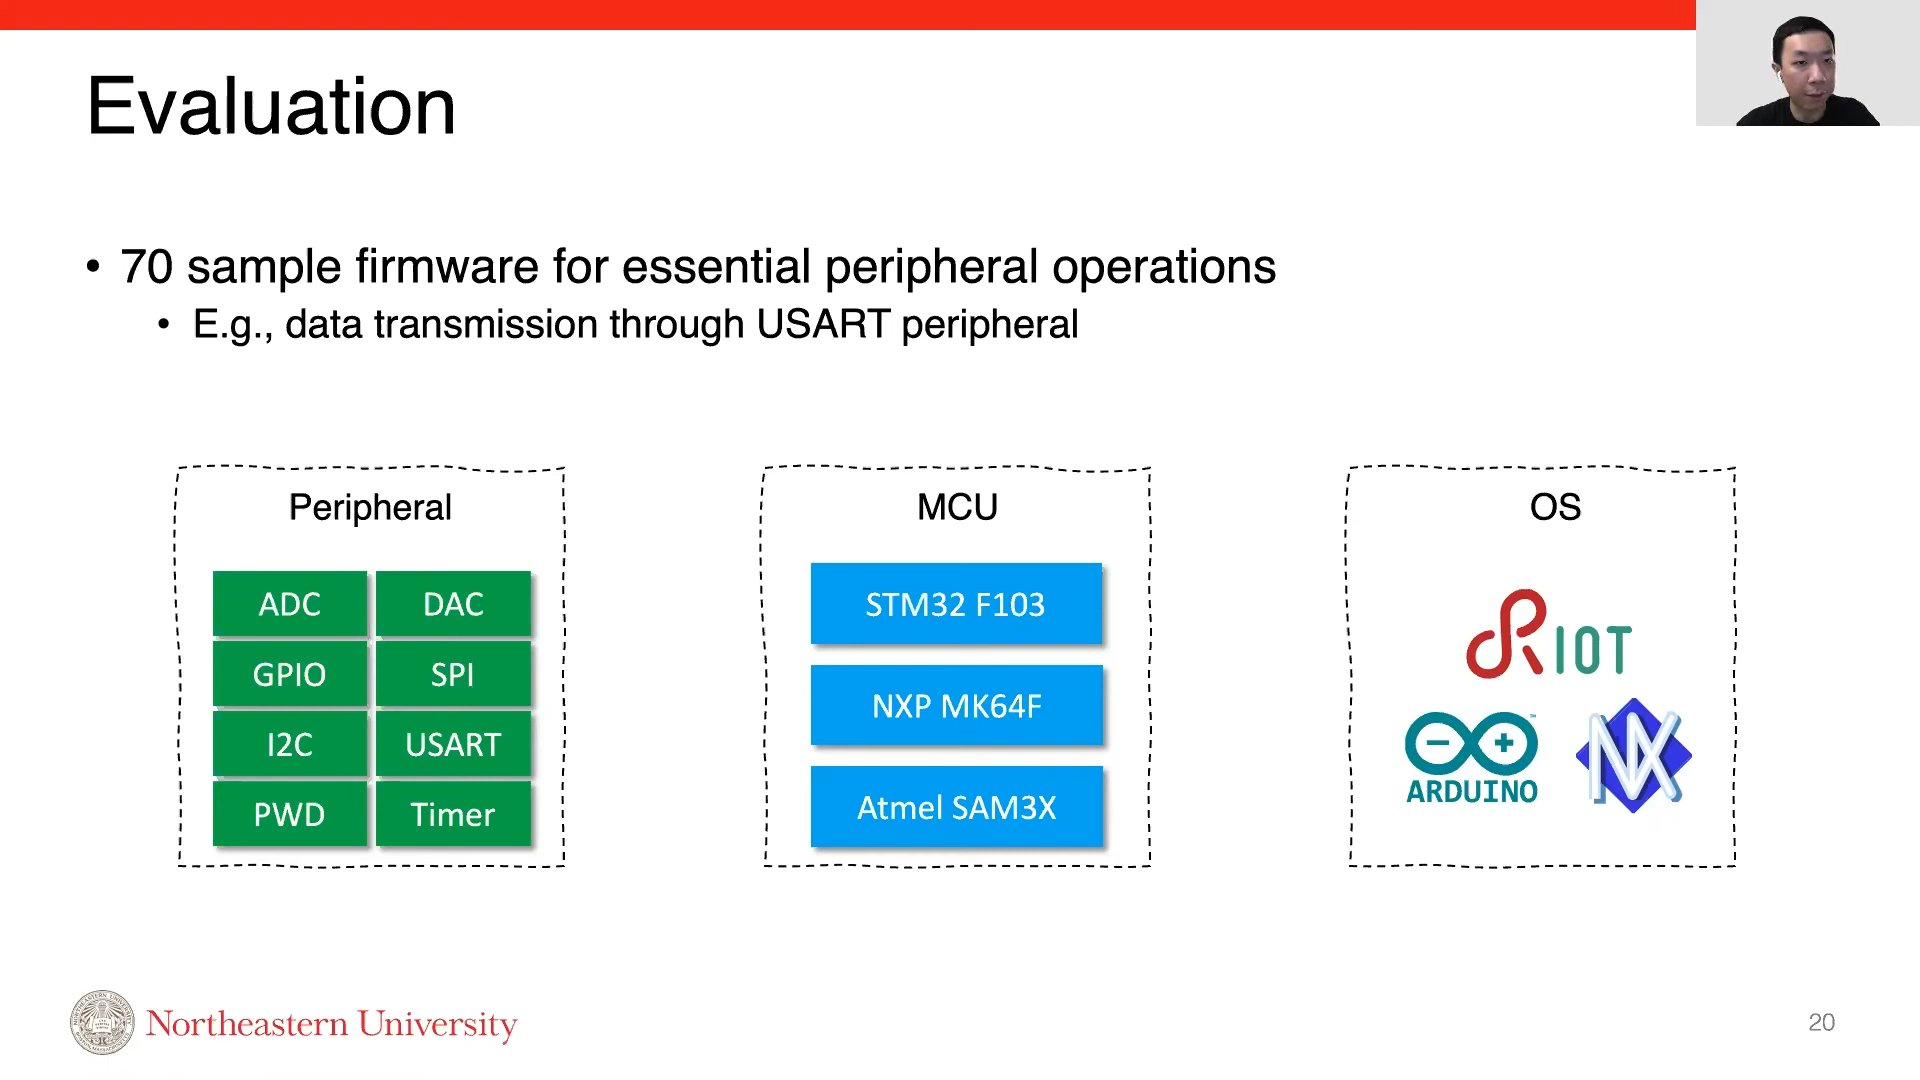 Evaluation
• 70 sample firmware for essential peripheral operations
• E.g., data transmission through USART peripheral
Peripheral
ADC
DAC
GPIO
SPI
I2C
USART
PWD
Timer
MCU
STM32 F103
NXP MK64F
Atmel SAM3X
OS
RIOT
ARDUINO
NX
Northeastern University
20